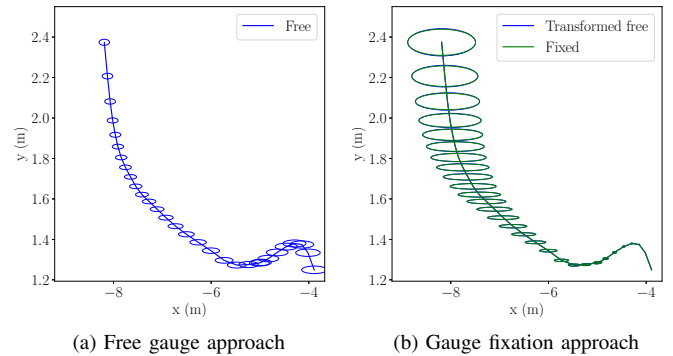 Free
2.4
2.2
2.0
1.8
1.6
1.4
1.2
y (m)
−8
−6
−4
x (m)
(a) Free gauge approach
Transformed free
Fixed
2.4
2.2
2.0
1.8
1.6
1.4
1.2
y (m)
−8
−6
−4
x (m)
(b) Gauge fixation approach